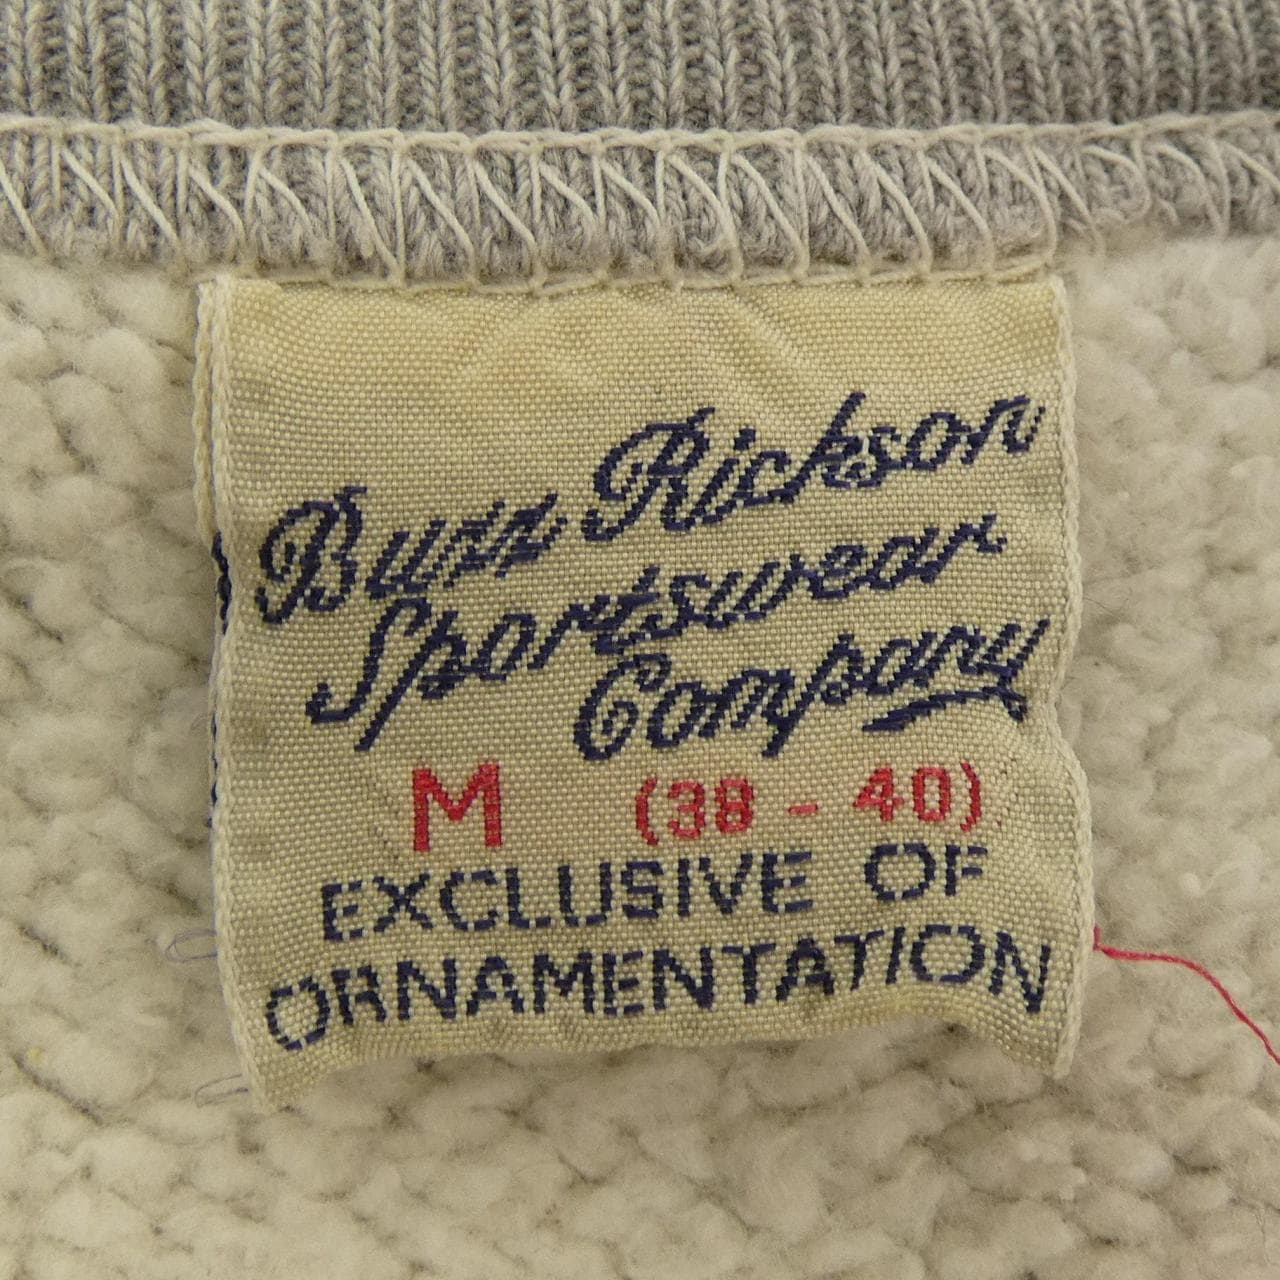 Buzz Rickson
Sportswear
Company
M (38 - 40)
EXCLUSIVE OF
ORNAMENTATION